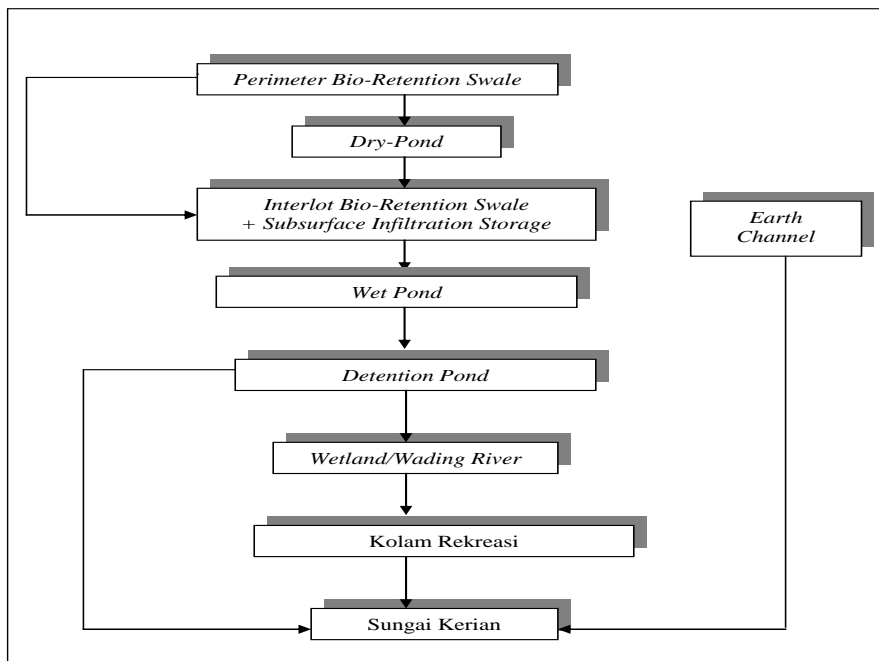 Perimeter Bio-Retention Swale
Dry-Pond
Interlot Bio-Retention Swale
+ Subsurface Infiltration Storage
Earth
Channel
Wet Pond
Detention Pond
Wetland/Wading River
Kolam Rekreasi
Sungai Kerian